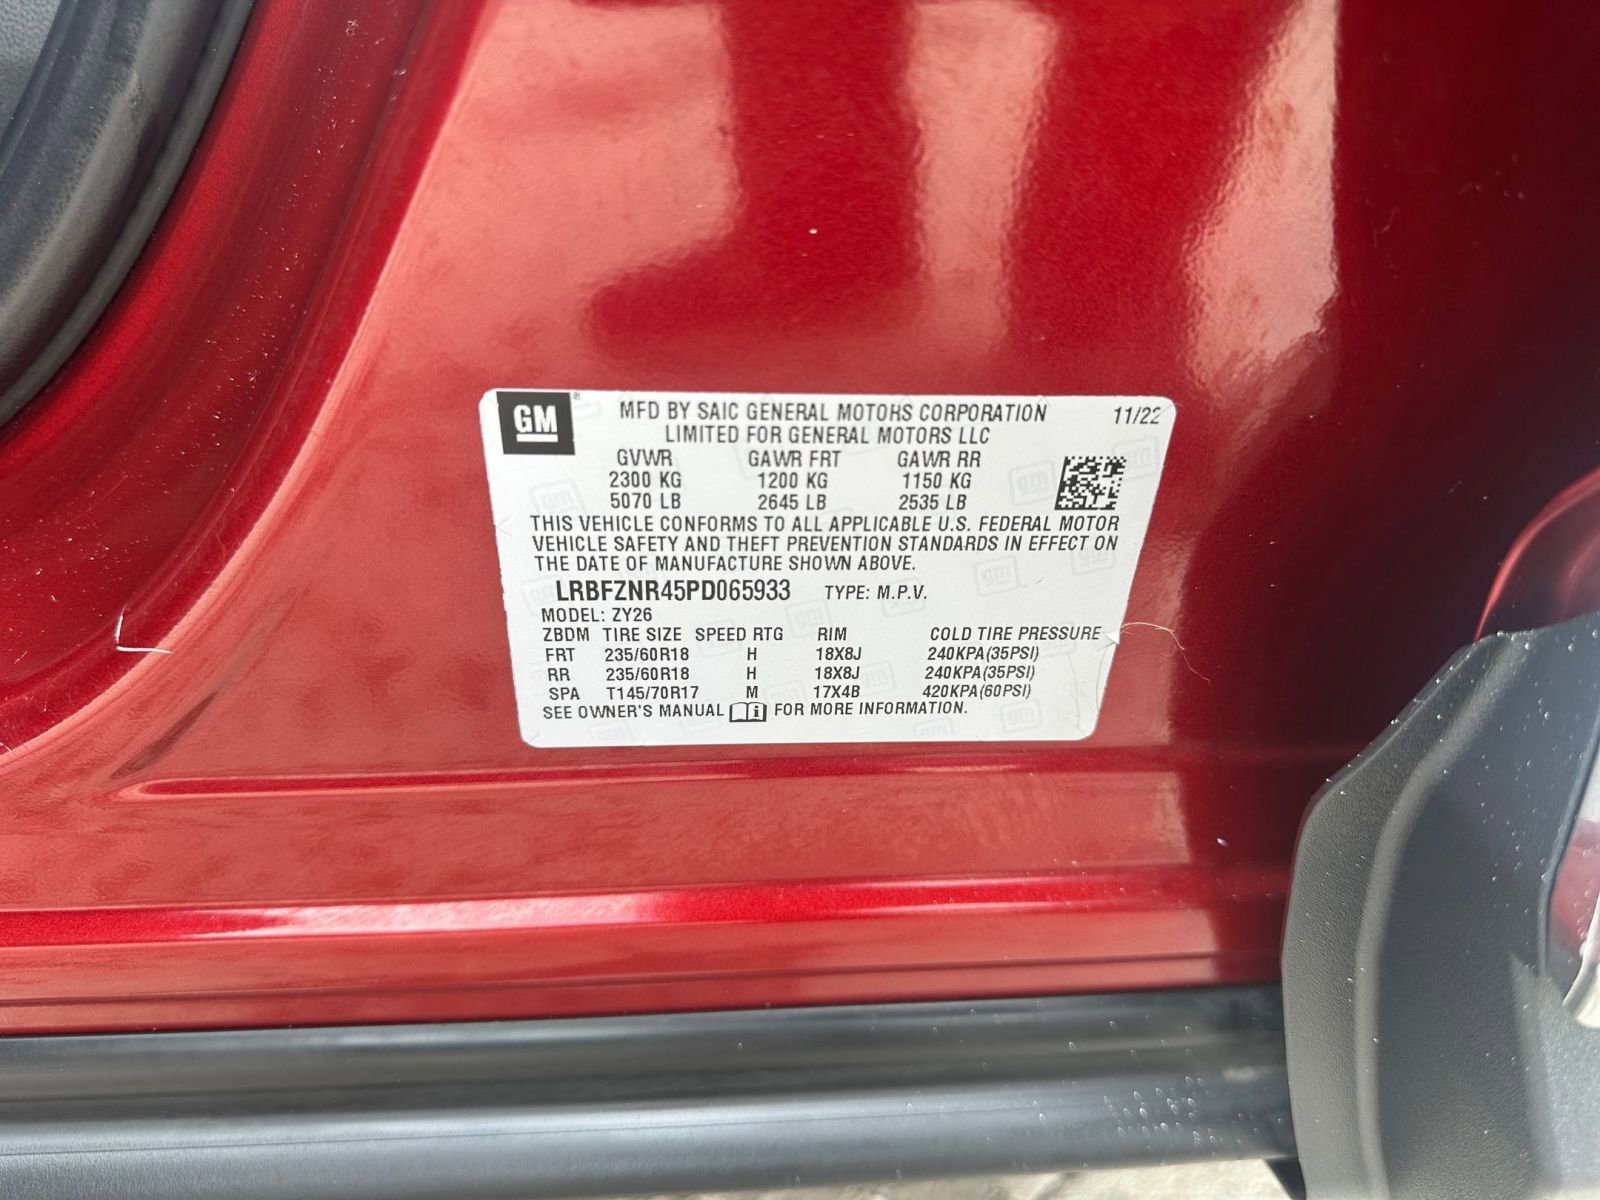 GM ® MFD BY SAIC GENERAL MOTORS CORPORATION 11/22
LIMITED FOR GENERAL MOTORS LLC
GVWR GAWR FRT GAWR RR
2300 KG 1200 KG 1150 KG
5070 LB 2645 LB 2535 LB
THIS VEHICLE CONFORMS TO ALL APPLICABLE U.S. FEDERAL MOTOR
VEHICLE SAFETY AND THEFT PREVENTION STANDARDS IN EFFECT ON
THE DATE OF MANUFACTURE SHOWN ABOVE.
LRBFZNR45PD065933 TYPE: M.P.V.
MODEL: ZY26
ZBDM TIRE SIZE SPEED RTG RIM COLD TIRE PRESSURE
FRT 235/60R18 H 18X8J 240KPA(35PSI)
RR 235/60R18 H 18X8J 240KPA(35PSI)
SPA T145/70R17 M 17X4B 420KPA(60PSI)
SEE OWNER'S MANUAL i FOR MORE INFORMATION.